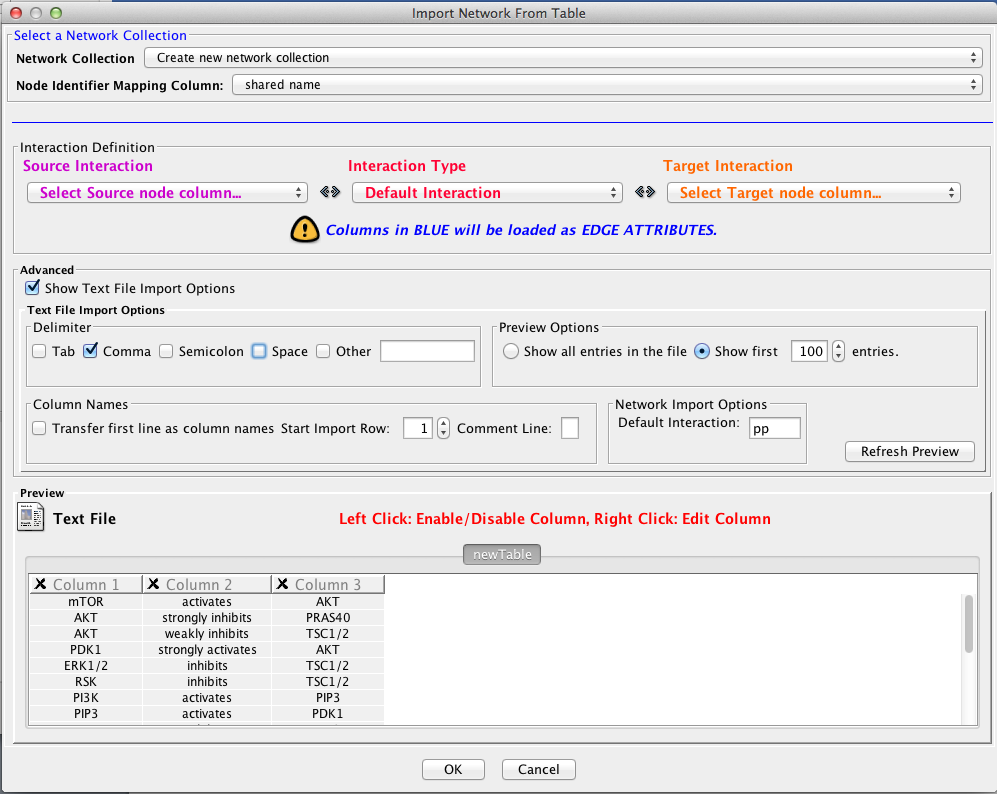 Import Network From Table
Select a Network Collection
Network Collection Create new network collection
Node Identifier Mapping Column: shared name
Interaction Definition
Source Interaction Interaction Type Target Interaction
Select Source node column... Default Interaction Select Target node column...
Columns in BLUE will be loaded as EDGE ATTRIBUTES.
Advanced
Show Text File Import Options
Text File Import Options
Delimiter Preview Options
Tab Comma Semicolon Space Other Show all entries in the file Show first 100 entries.
Column Names Network Import Options
Transfer first line as column names Start Import Row: 1 Comment Line: Default Interaction: pp
Refresh Preview
Preview
Text File Left Click: Enable/Disable Column, Right Click: Edit Column
newTable
Column 1 Column 2 Column 3
mTOR activates AKT
AKT strongly inhibits PRAS40
AKT weakly inhibits TSC1/2
PDK1 strongly activates AKT
ERK1/2 inhibits TSC1/2
RSK inhibits TSC1/2
PI3K activates PIP3
PIP3 activates PDK1
OK Cancel